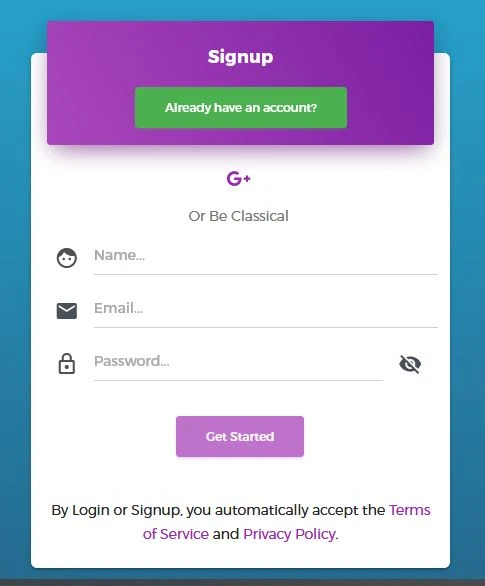 Signup
Already have an account?
G+
Or Be Classical
Name...
Email...
Password...
Get Started
By Login or Signup, you automatically accept the Terms
of Service and Privacy Policy.